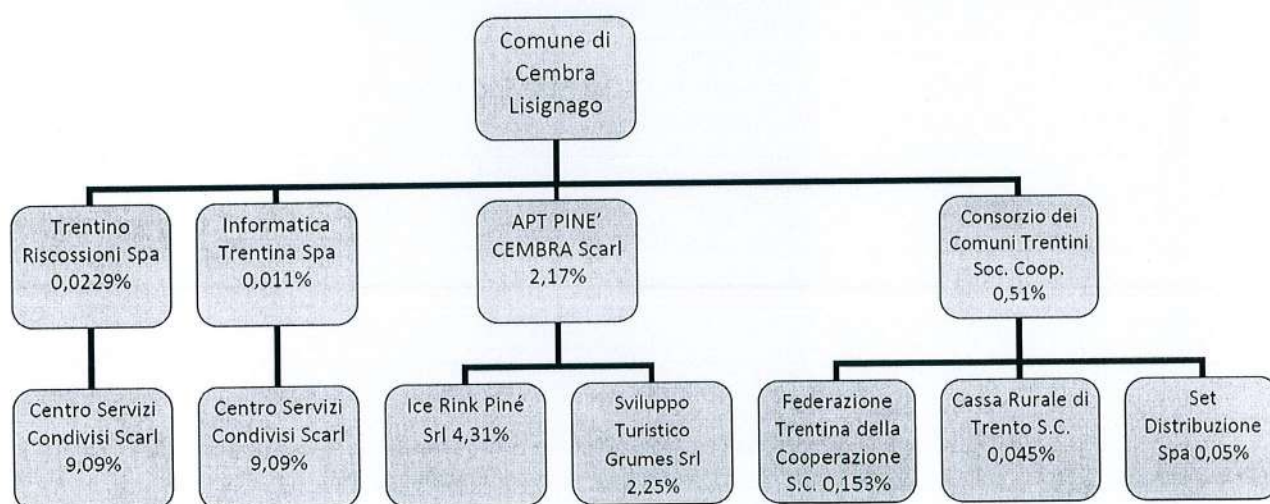 Comune di
Cembra
Lisignago
Trentino
Riscossioni Spa
0,0229%
Informatica
Trentina Spa
0,011%
APT PINE’
CEMBRA Scarl
2,17%
Consorzio dei
Comuni Trentini
Soc. Coop.
0,51%
Centro Servizi
Condivisi Scarl
9,09%
Centro Servizi
Condivisi Scarl
9,09%
Ice Rink Piné
Srl 4,31%
Sviluppo
Turistico
Grumes Srl
2,25%
Federazione
Trentina della
Cooperazione
S.C. 0,153%
Cassa Rurale di
Trento S.C.
0,045%
Set
Distribuzione
Spa 0,05%